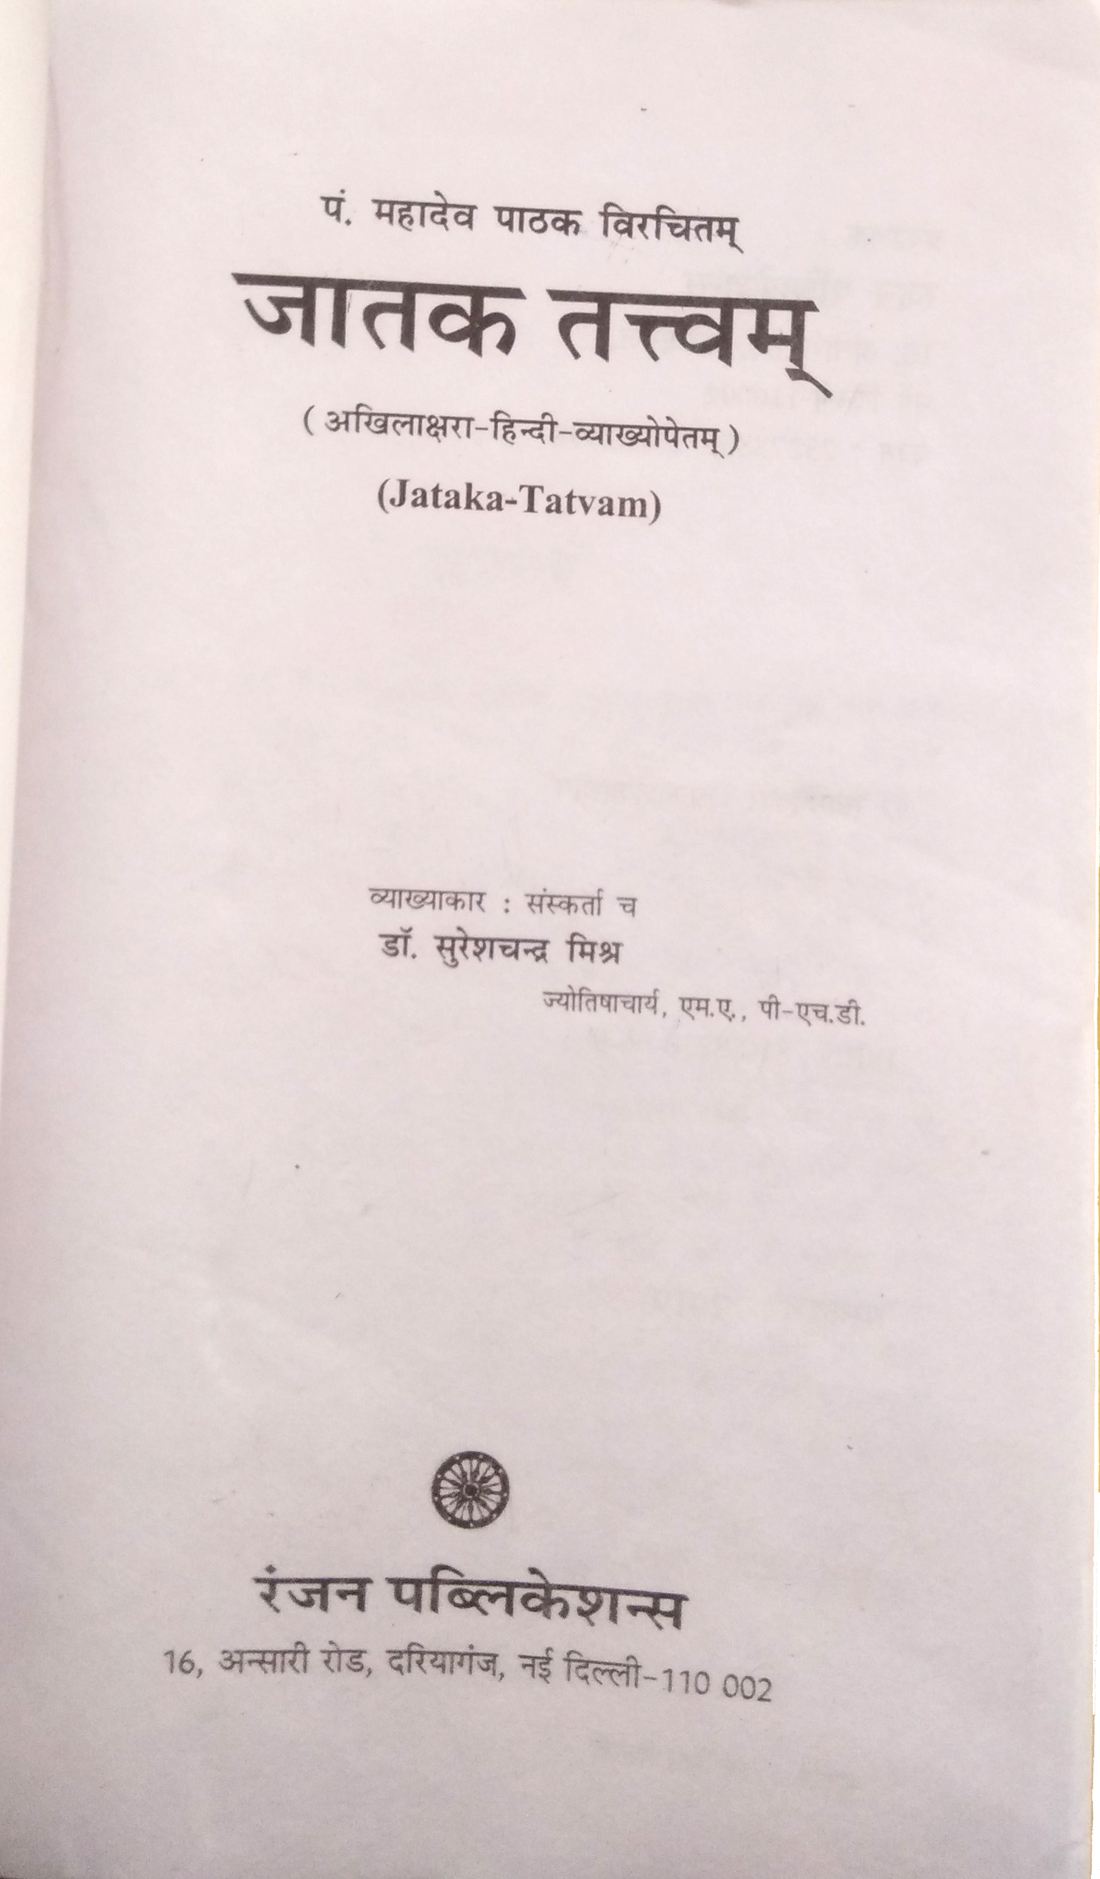 पं. महादेव पाठक विरचितम्
जातक तत्त्वम्
(अखिलाक्षरा-हिन्दी-व्याख्योपेतम्)
(Jataka-Tatvam)
व्याख्याकार : संस्कर्ता च
डॉ. सुरेशचन्द्र मिश्र
ज्योतिषाचार्य, एम.ए., पी-एच.डी.
रंजन पब्लिकेशन्स
16, अन्सारी रोड, दरियागंज, नई दिल्ली-110 002